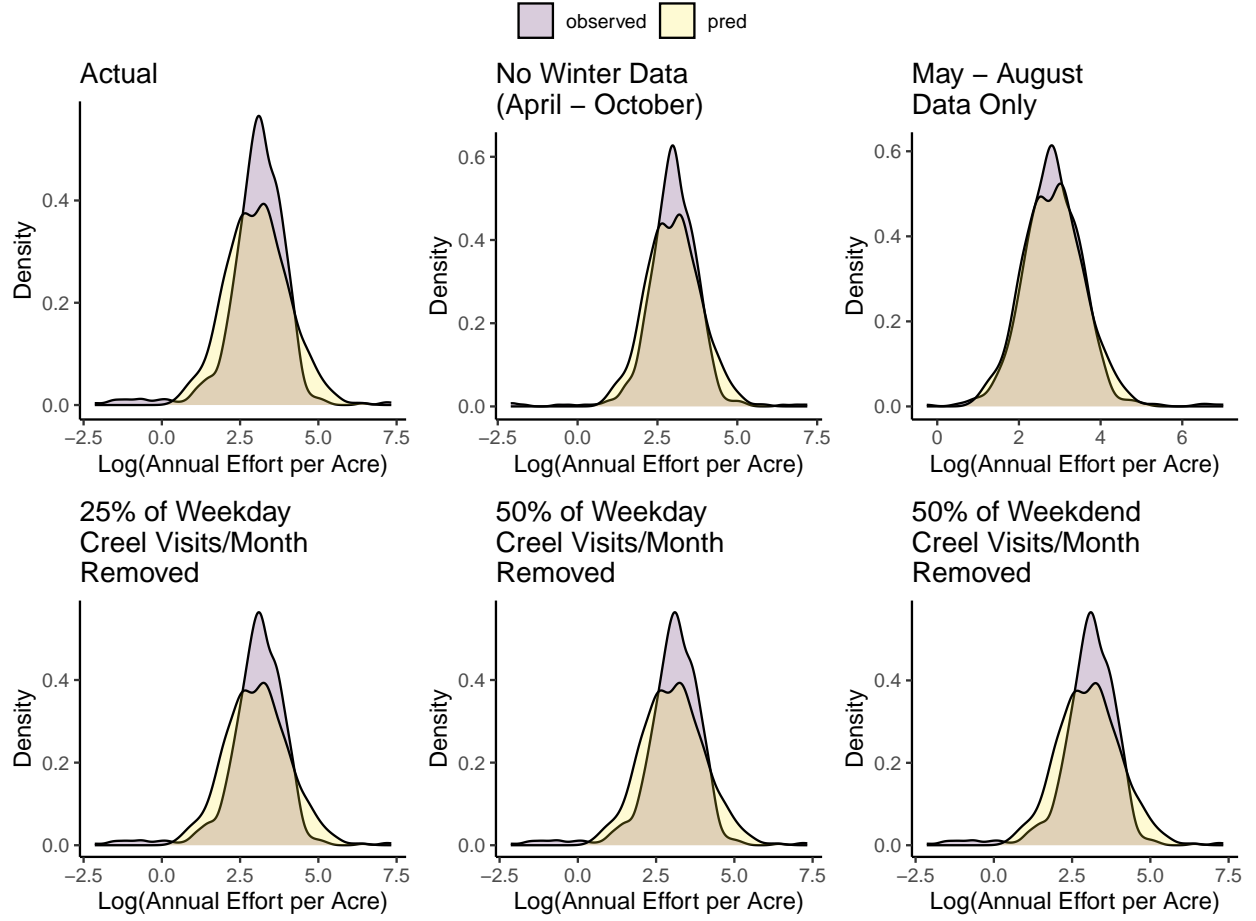 observed pred
Actual
No Winter Data
(April − October)
May − August
Data Only
Density
0.4
0.2
0.0
−2.5 0.0 2.5 5.0 7.5
Log(Annual Effort per Acre)
Density
0.6
0.4
0.2
0.0
−2.5 0.0 2.5 5.0 7.5
Log(Annual Effort per Acre)
Density
0.6
0.4
0.2
0.0
0 2 4 6
Log(Annual Effort per Acre)
25% of Weekday
Creel Visits/Month
Removed
50% of Weekday
Creel Visits/Month
Removed
50% of Weekdend
Creel Visits/Month
Removed
Density
0.4
0.2
0.0
−2.5 0.0 2.5 5.0 7.5
Log(Annual Effort per Acre)
Density
0.4
0.2
0.0
−2.5 0.0 2.5 5.0 7.5
Log(Annual Effort per Acre)
Density
0.4
0.2
0.0
−2.5 0.0 2.5 5.0 7.5
Log(Annual Effort per Acre)